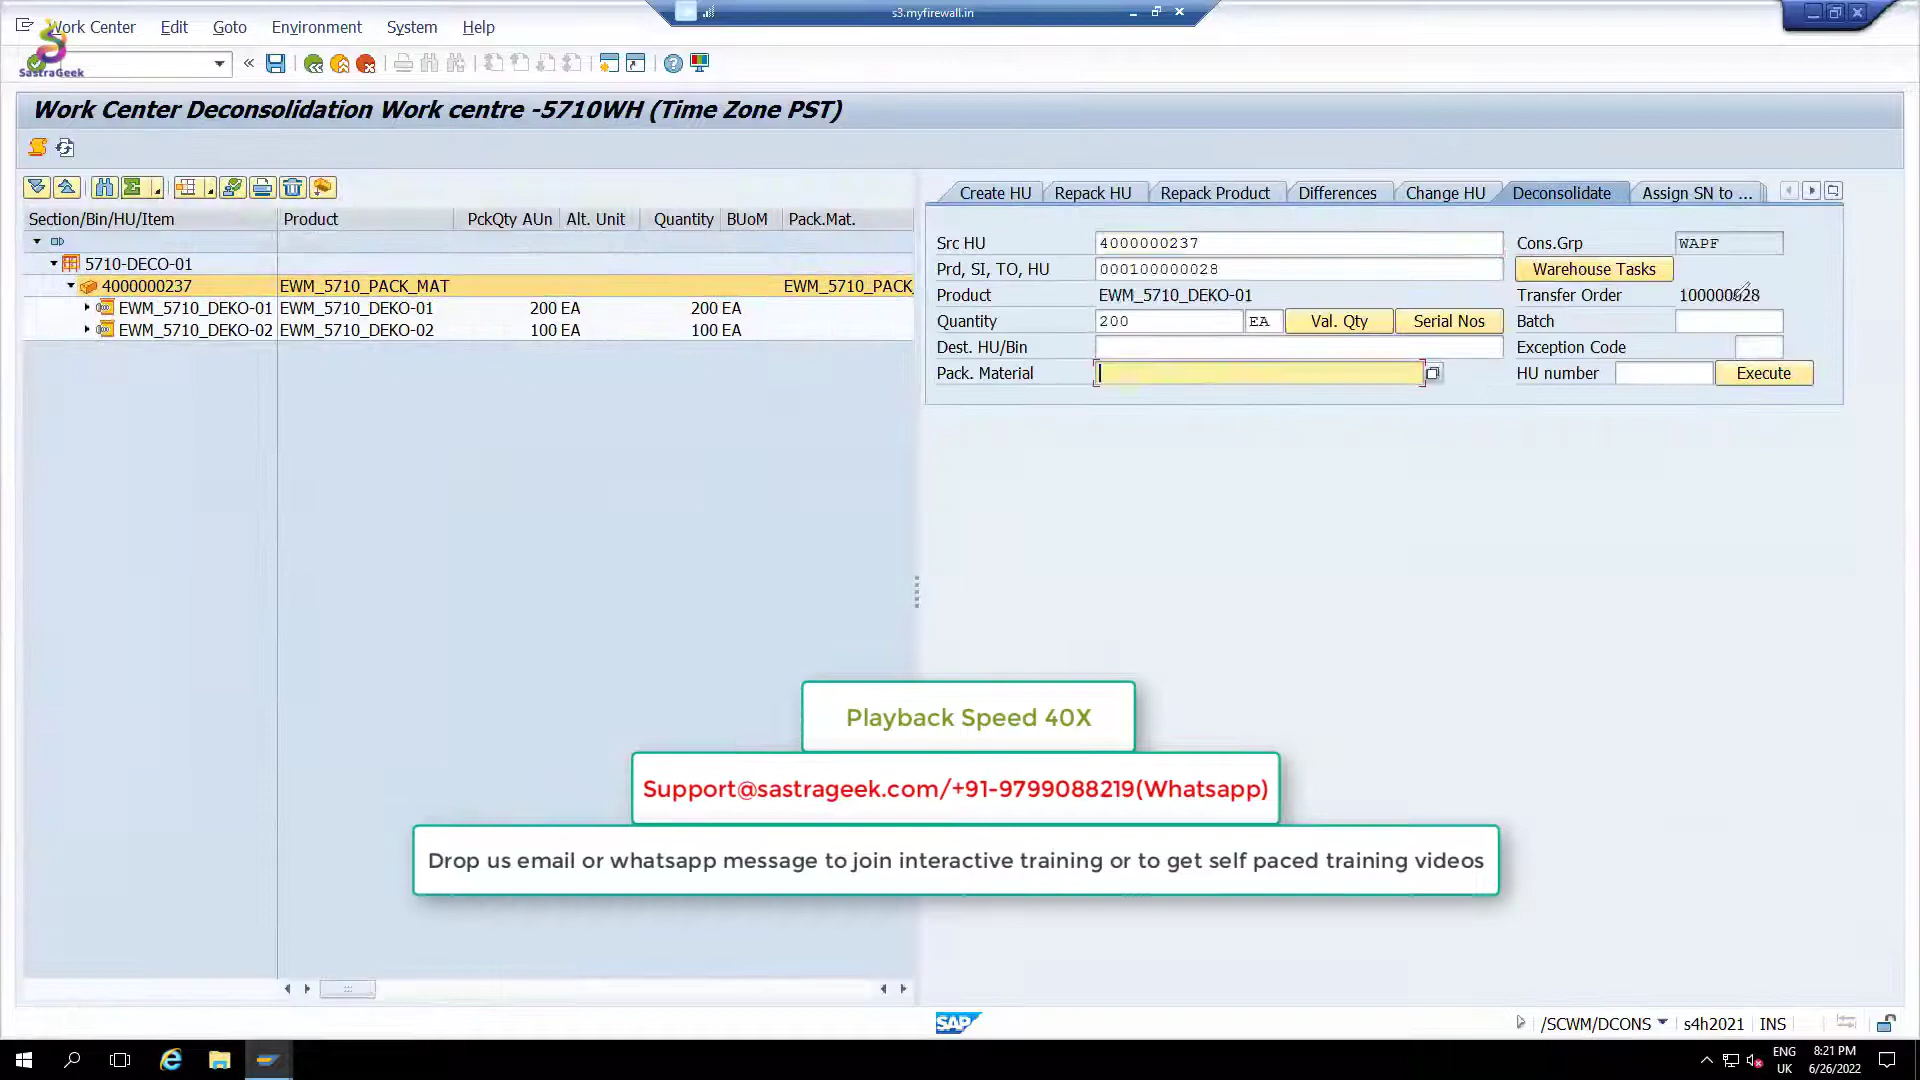 s3.myfirewall.in
Work Center Edit Goto Environment System Help
SastraGeek
Work Center Deconsolidation Work centre -5710WH (Time Zone PST)
Section/Bin/HU/Item Product PckQty AUn Alt. Unit Quantity BUoM Pack.Mat.
5710-DECO-01
4000000237 EWM_5710_PACK_MAT EWM_5710_PACK_
EWM_5710_DEKO-01 EWM_5710_DEKO-01 200 EA 200 EA
EWM_5710_DEKO-02 EWM_5710_DEKO-02 100 EA 100 EA
Create HU Repack HU Repack Product Differences Change HU Deconsolidate Assign SN to ...
Src HU 4000000237 Cons.Grp WAPF
Prd, SI, TO, HU 000100000028 Warehouse Tasks
Product EWM_5710_DEKO-01 Transfer Order 100000028
Quantity 200 EA Val. Qty Serial Nos Batch
Dest. HU/Bin Exception Code
Pack. Material HU number Execute
Playback Speed 40X
Support@sastrageek.com/+91-9799088219(Whatsapp)
Drop us email or whatsapp message to join interactive training or to get self paced training videos
SAP
/SCWM/DCONS s4h2021 INS
ENG 8:21 PM
UK 6/26/2022